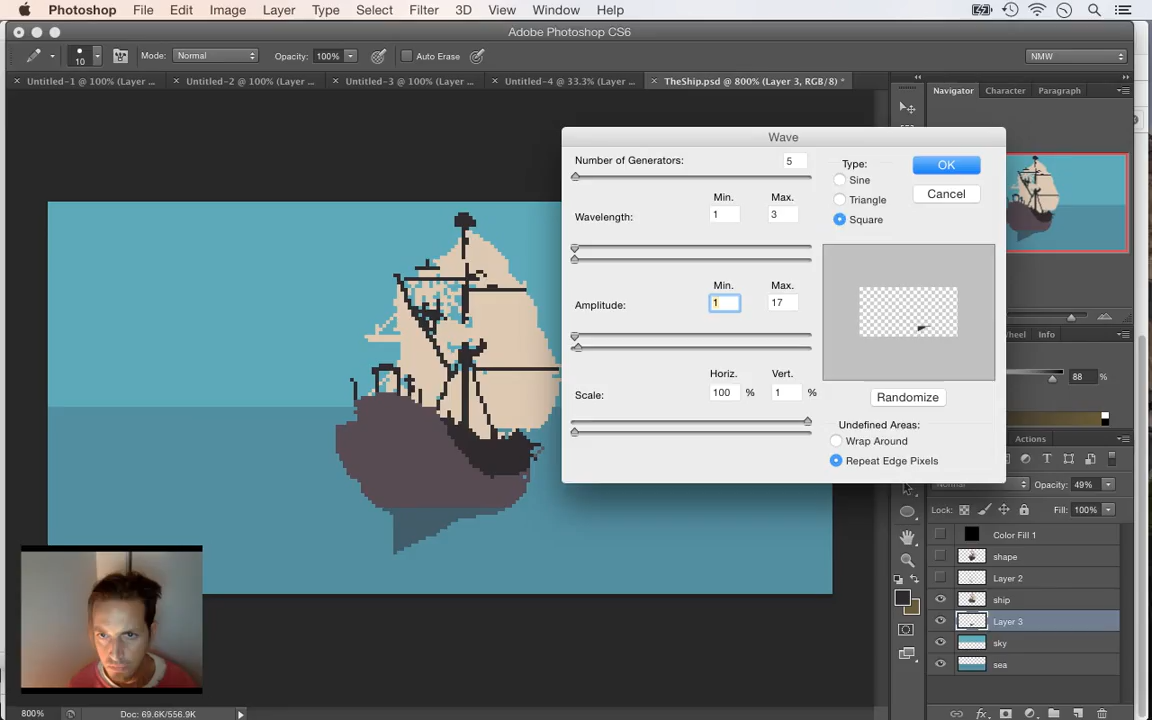 Photoshop File Edit Image Layer Type Select Filter 3D View Window Help
Adobe Photoshop CS6
10 Mode: Normal Opacity: 100% Auto Erase NMW
Untitled-1 @ 100% (Layer ... Untitled-2 @ 100% (Layer ... Untitled-3 @ 100% (Layer ... Untitled-4 @ 33.3% (Layer ... TheShip.psd @ 800% (Layer 3, RGB/8) *
Navigator Character Paragraph
Wave
Number of Generators: 5
Type:
Sine
Triangle
Square
OK
Cancel
Min. Max.
Wavelength: 1 3
Min. Max.
Amplitude: 1 17
Horiz. Vert.
Scale: 100 % 1 %
Randomize
Undefined Areas:
Wrap Around
Repeat Edge Pixels
Info
88 %
Actions
Normal Opacity: 49%
Lock: Fill: 100%
Color Fill 1
shape
Layer 2
ship
Layer 3
sky
sea
fx
800% Doc: 69.6K/556.9K